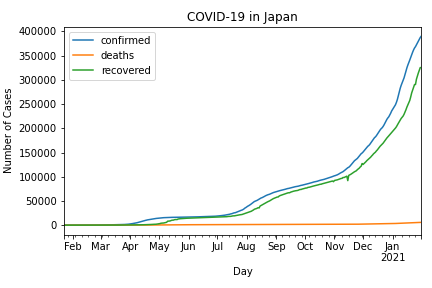 COVID-19 in Japan
confirmed
deaths
recovered
Number of Cases
400000
350000
300000
250000
200000
150000
100000
50000
0
Feb Mar Apr May Jun Jul Aug Sep Oct Nov Dec Jan
2021
Day